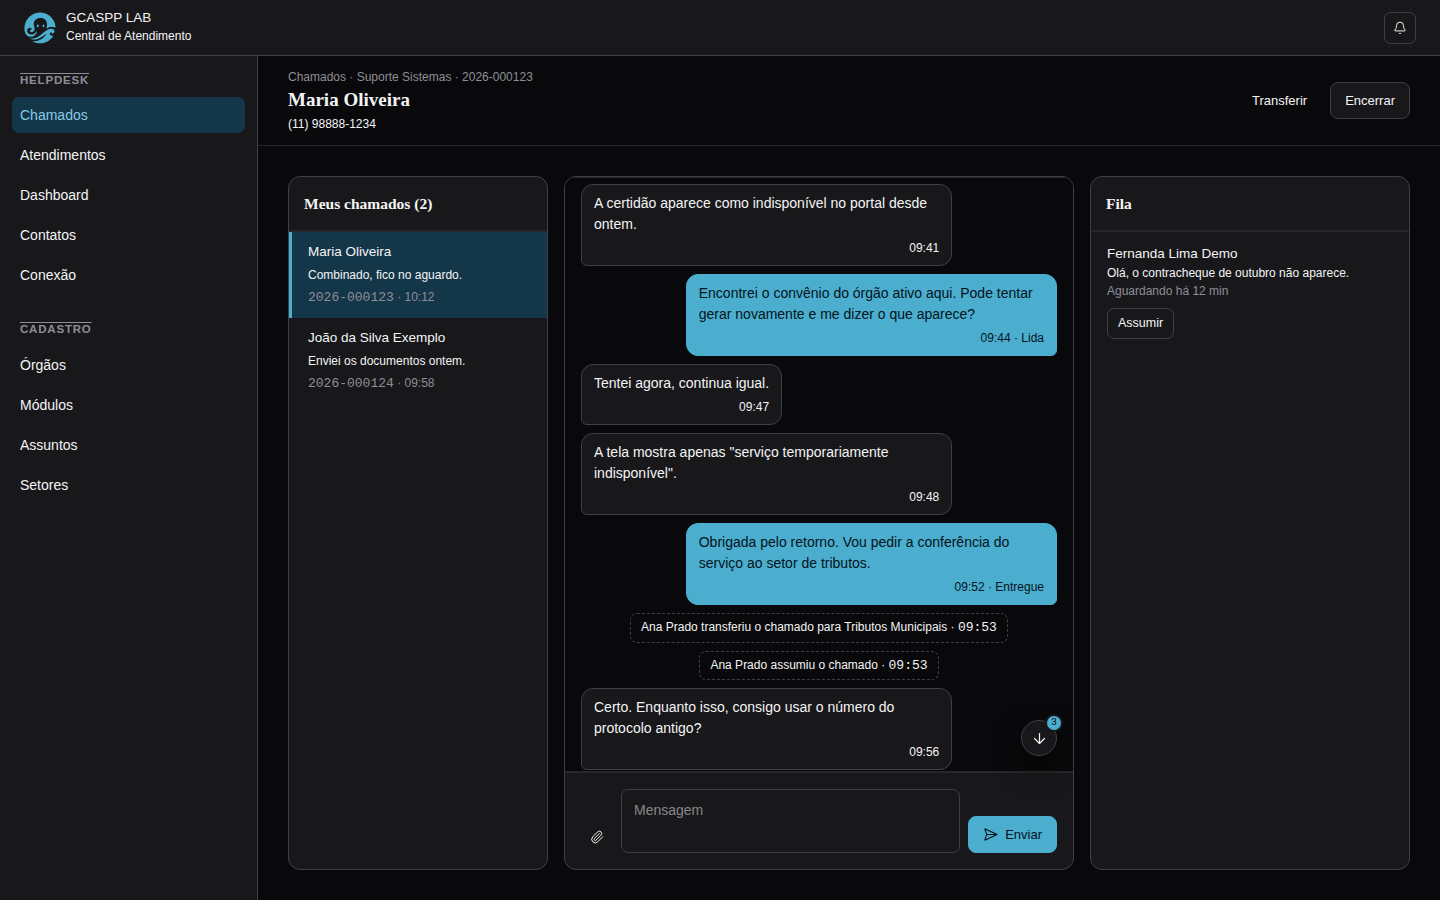 GCASPP LAB
Central de Atendimento
HELPDESK
Chamados
Atendimentos
Dashboard
Contatos
Conexão
CADASTRO
Órgãos
Módulos
Assuntos
Setores
Chamados · Suporte Sistemas · 2026-000123
Maria Oliveira
(11) 98888-1234
Transferir
Encerrar
Meus chamados (2)
Maria Oliveira
Combinado, fico no aguardo.
2026-000123 · 10:12
João da Silva Exemplo
Enviei os documentos ontem.
2026-000124 · 09:58
A certidão aparece como indisponível no portal desde
ontem.
09:41
Encontrei o convênio do órgão ativo aqui. Pode tentar
gerar novamente e me dizer o que aparece?
09:44 · Lida
Tentei agora, continua igual.
09:47
A tela mostra apenas "serviço temporariamente
indisponível".
09:48
Obrigada pelo retorno. Vou pedir a conferência do
serviço ao setor de tributos.
09:52 · Entregue
Ana Prado transferiu o chamado para Tributos Municipais · 09:53
Ana Prado assumiu o chamado · 09:53
Certo. Enquanto isso, consigo usar o número do
protocolo antigo?
09:56
3
Mensagem
Enviar
Fila
Fernanda Lima Demo
Olá, o contracheque de outubro não aparece.
Aguardando há 12 min
Assumir